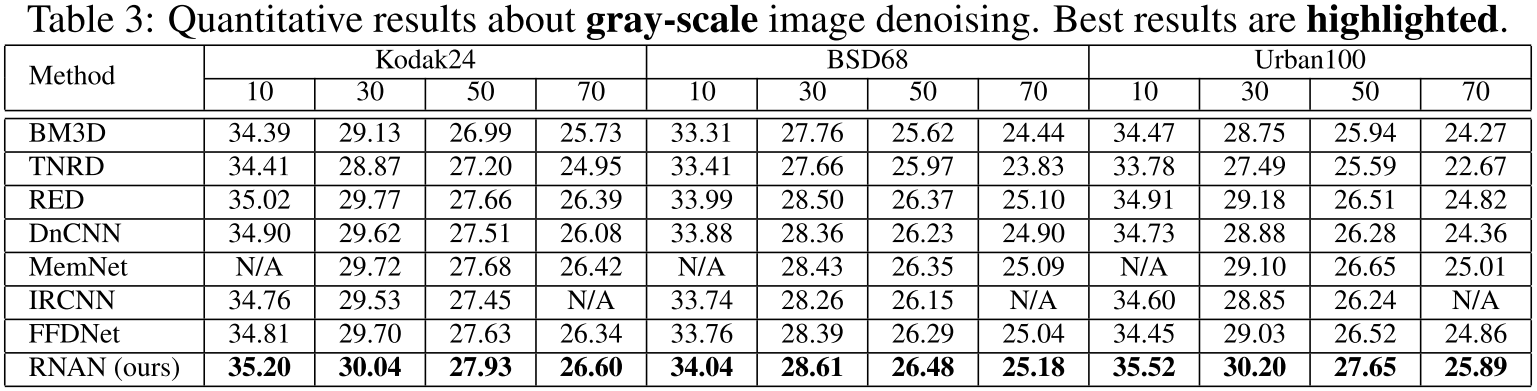 Table 3: Quantitative results about gray-scale image denoising. Best results are highlighted.
Method Kodak24 BSD68 Urban100
10 30 50 70 10 30 50 70 10 30 50 70
BM3D 34.39 29.13 26.99 25.73 33.31 27.76 25.62 24.44 34.47 28.75 25.94 24.27
TNRD 34.41 28.87 27.20 24.95 33.41 27.66 25.97 23.83 33.78 27.49 25.59 22.67
RED 35.02 29.77 27.66 26.39 33.99 28.50 26.37 25.10 34.91 29.18 26.51 24.82
DnCNN 34.90 29.62 27.51 26.08 33.88 28.36 26.23 24.90 34.73 28.88 26.28 24.36
MemNet N/A 29.72 27.68 26.42 N/A 28.43 26.35 25.09 N/A 29.10 26.65 25.01
IRCNN 34.76 29.53 27.45 N/A 33.74 28.26 26.15 N/A 34.60 28.85 26.24 N/A
FFDNet 34.81 29.70 27.63 26.34 33.76 28.39 26.29 25.04 34.45 29.03 26.52 24.86
RNAN (ours) 35.20 30.04 27.93 26.60 34.04 28.61 26.48 25.18 35.52 30.20 27.65 25.89